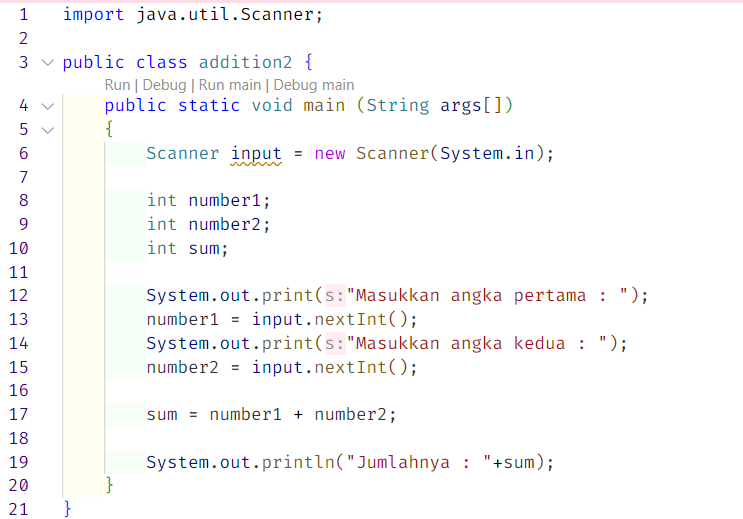 1 import java.util.Scanner;
2
3 public class addition2 {
Run | Debug | Run main | Debug main
4 public static void main (String args[])
5 {
6 Scanner input = new Scanner(System.in);
7
8 int number1;
9 int number2;
10 int sum;
11
12 System.out.print(s:"Masukkan angka pertama : ");
13 number1 = input.nextInt();
14 System.out.print(s:"Masukkan angka kedua : ");
15 number2 = input.nextInt();
16
17 sum = number1 + number2;
18
19 System.out.println("Jumlahnya : "+sum);
20 }
21 }